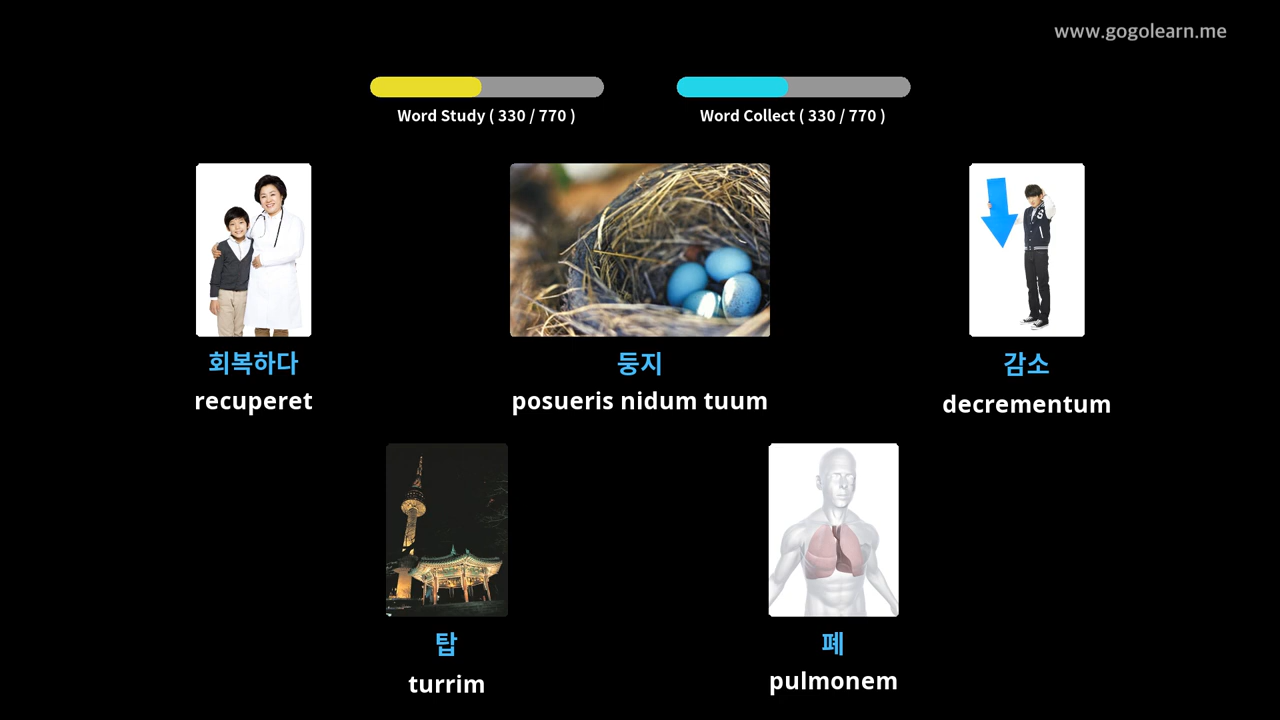 www.gogolearn.me
Word Study ( 330 / 770 )
Word Collect ( 330 / 770 )
회복하다
recuperet
둥지
posueris nidum tuum
감소
decrementum
탑
turrim
폐
pulmonem